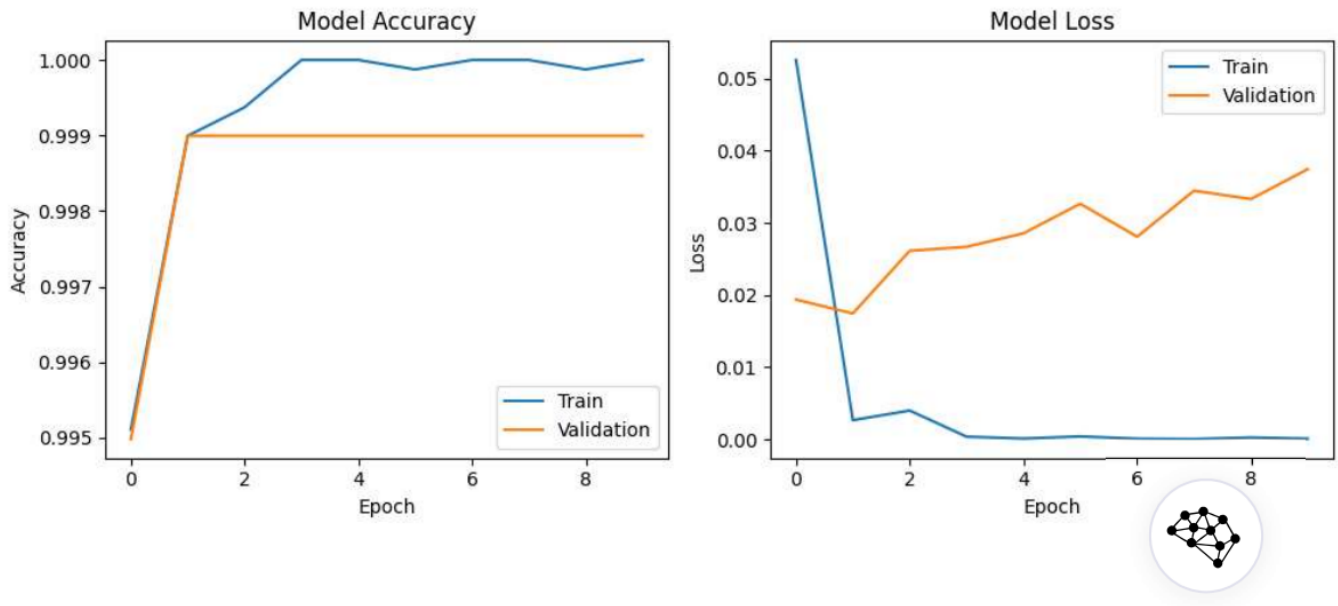 Model Accuracy
1.000
0.999
0.998
0.997
0.996
0.995
Accuracy
0 2 4 6 8
Epoch
Train
Validation
Model Loss
0.05
0.04
0.03
0.02
0.01
0.00
Loss
0 2 4 6 8
Epoch
Train
Validation